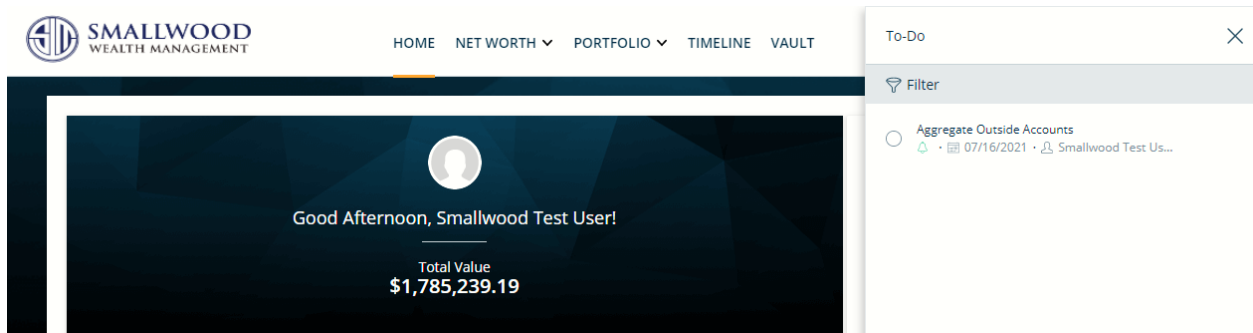 SMALLWOOD
WEALTH MANAGEMENT
HOME NET WORTH PORTFOLIO TIMELINE VAULT
To-Do
Filter
Aggregate Outside Accounts
• 07/16/2021 • Smallwood Test Us...
Good Afternoon, Smallwood Test User!
Total Value
$1,785,239.19